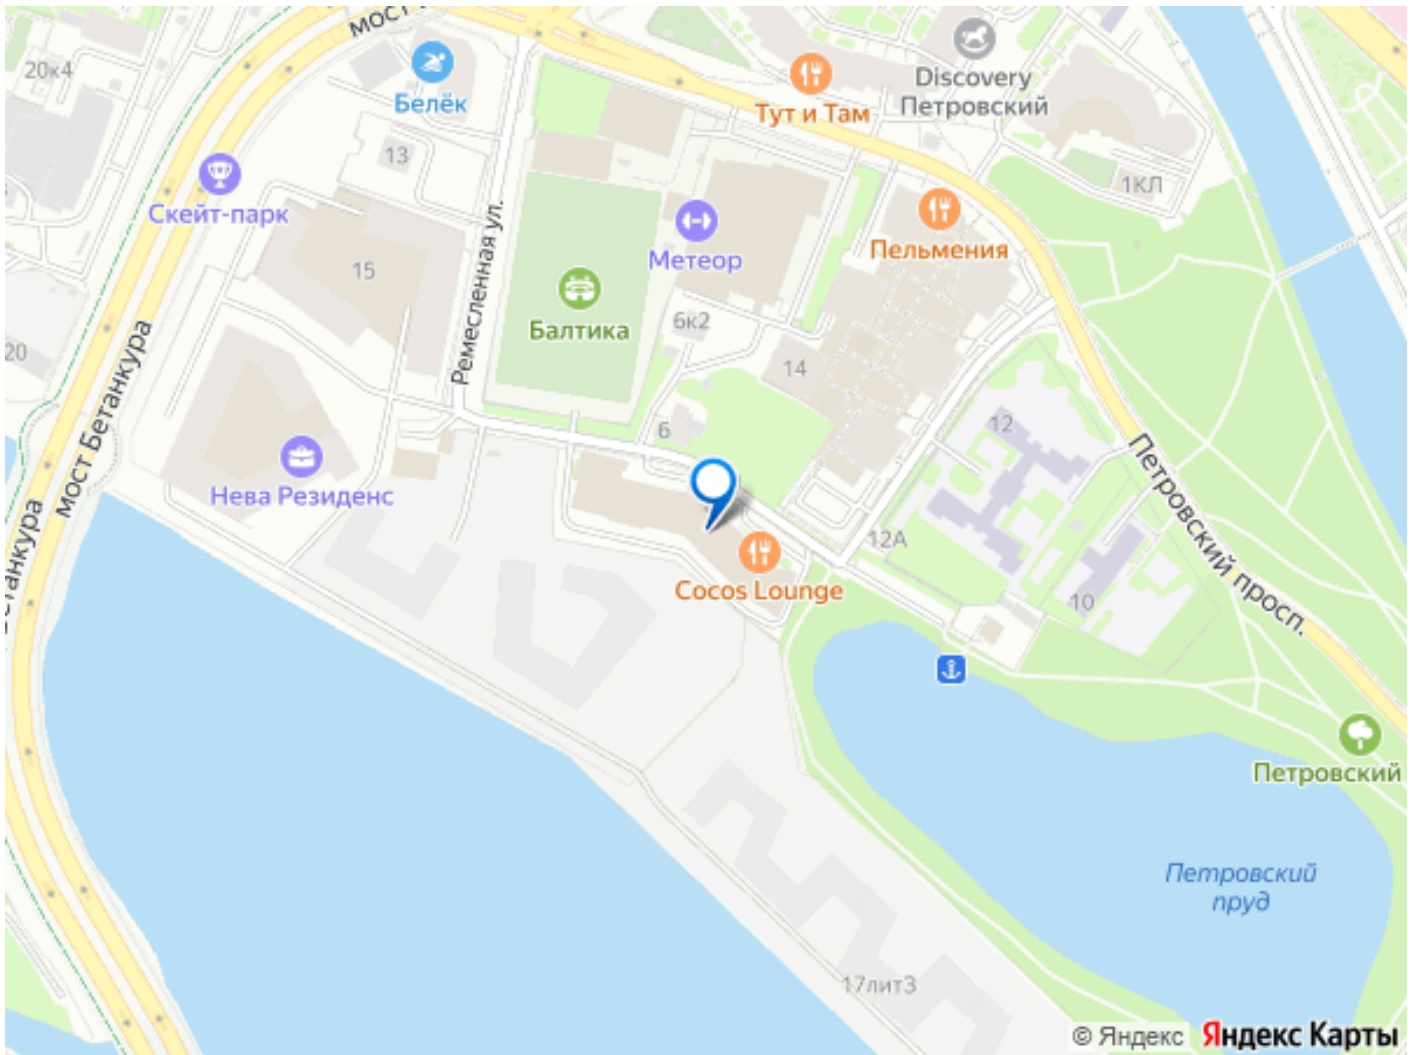 мост
20к4
Белёк
Discovery
Петровский
Тут и Там
13
1КЛ
Скейт-парк
Ремесленная ул.
Метеор
Пельмения
15
Балтика
6к2
20
мост Бетанкура
14
6
12
Нева Резиденс
Петровский просп.
12А
Cocos Lounge
10
Петровский
Петровский
пруд
17лит3
© Яндекс Яндекс Карты